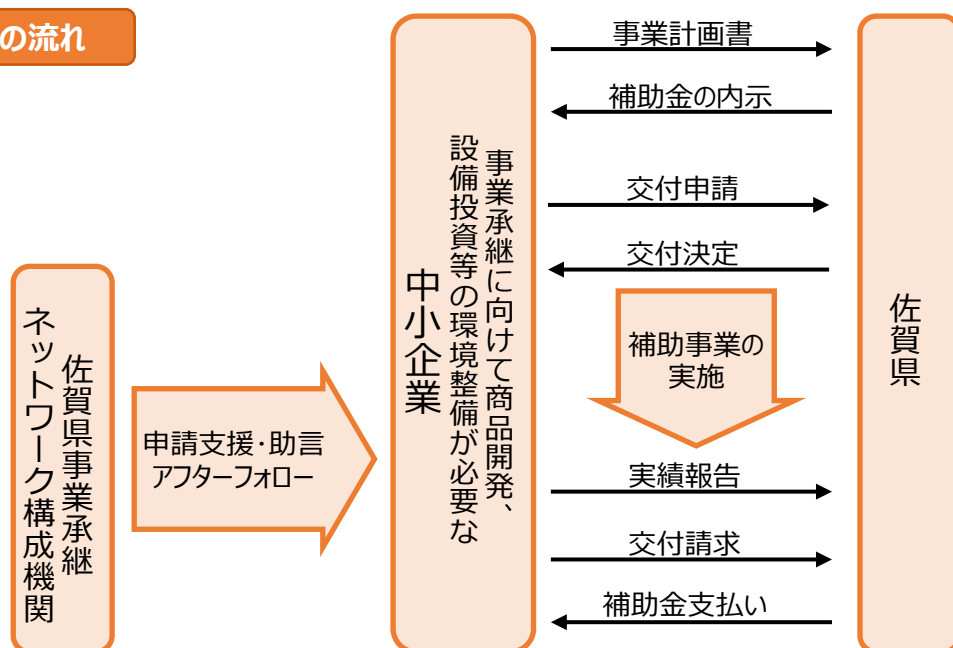 の流れ
佐賀県事業承継
ネットワーク構成機関
申請支援・助言
アフターフォロー
事業承継に向けて商品開発、
設備投資等の環境整備が必要な
中小企業
事業計画書
補助金の内示
交付申請
交付決定
補助事業の
実施
実績報告
交付請求
補助金支払い
佐賀県